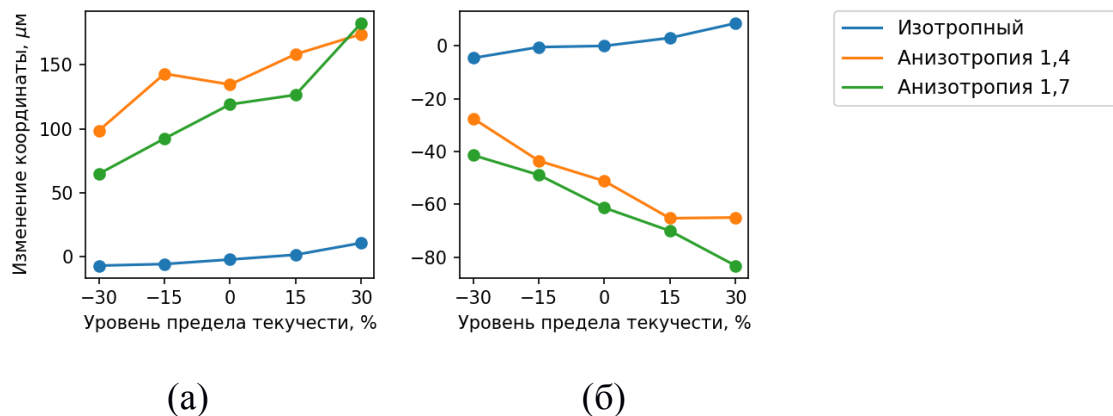 Изменение координаты, μm
150
100
50
0
−30 −15 0 15 30
Уровень предела текучести, %
(а)
0
−20
−40
−60
−80
−30 −15 0 15 30
Уровень предела текучести, %
(б)
Изотропный
Анизотропия 1,4
Анизотропия 1,7